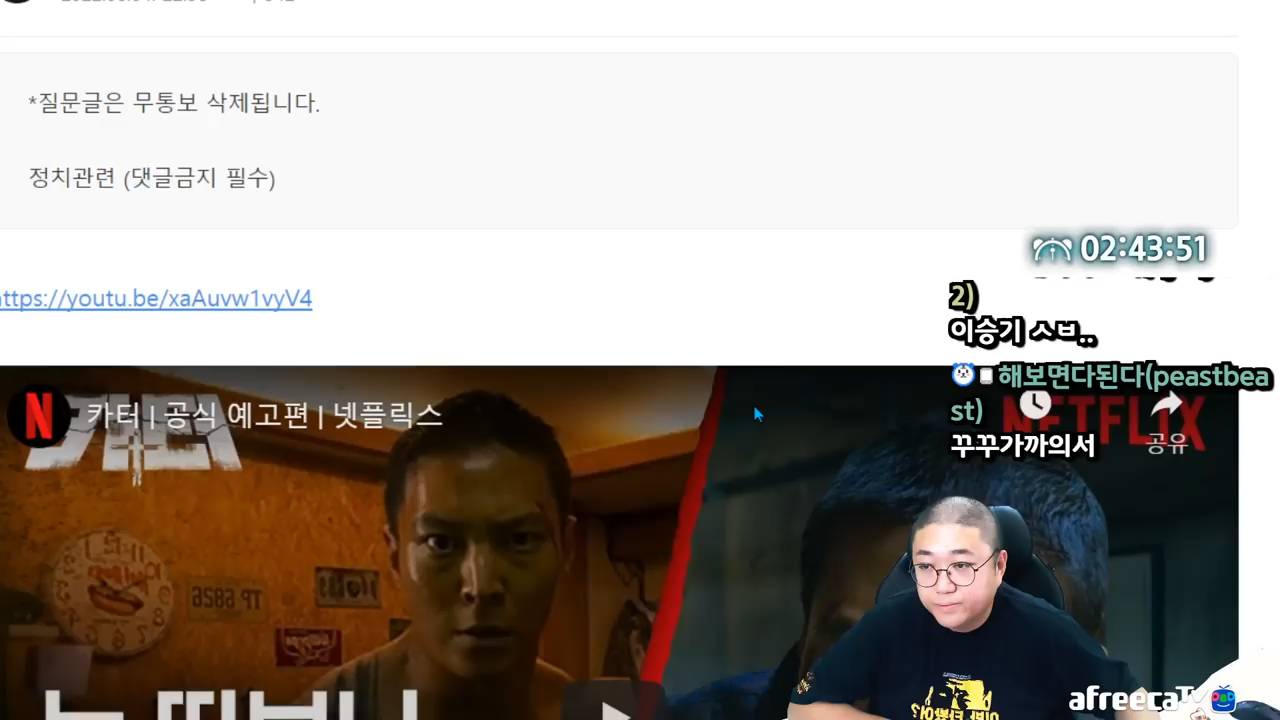 *질문글은 무통보 삭제됩니다.
정치관련 (댓글금지 필수)
02:43:51
https://youtu.be/xaAuvw1vyV4
2)
이승기 ㅅㅂ..
해보면다된다(peastbea
st)
꾸꾸가까의서
N 카터 | 공식 예고편 | 넷플릭스
NETFLIX
공유
카터
afreecaTV